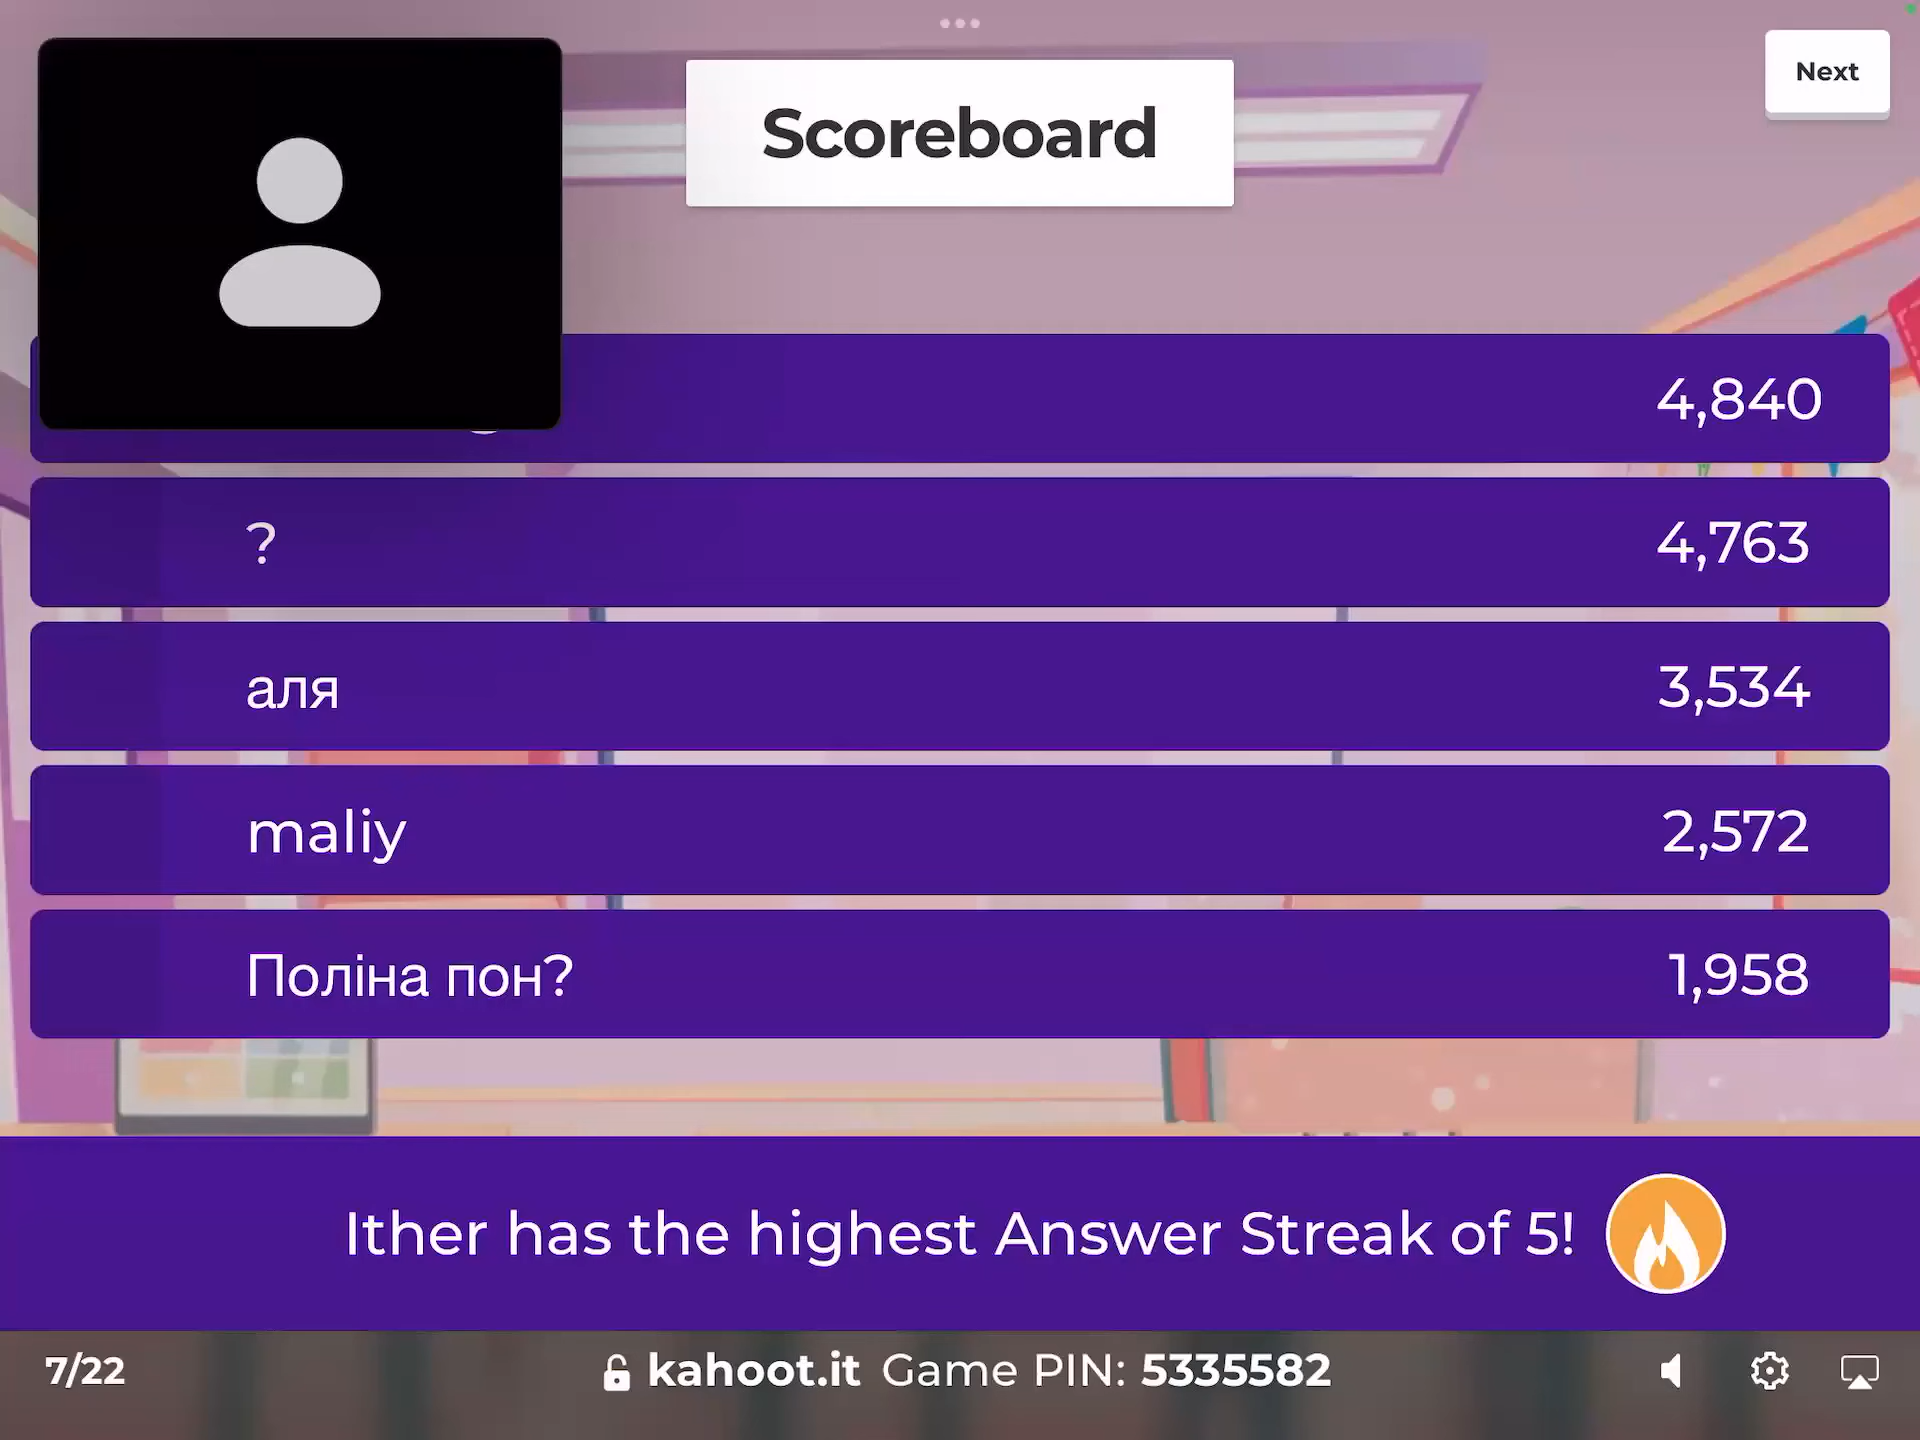 Next
Scoreboard
4,840
? 4,763
аля 3,534
maliy 2,572
Поліна пон? 1,958
Ither has the highest Answer Streak of 5!
7/22 kahoot.it Game PIN: 5335582